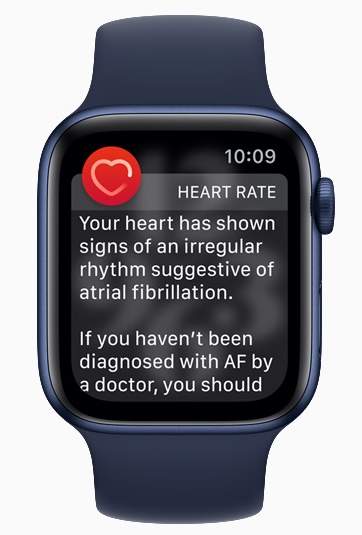 10:09
HEART RATE
Your heart has shown
signs of an irregular
rhythm suggestive of
atrial fibrillation.
If you haven’t been
diagnosed with AF by
a doctor, you should